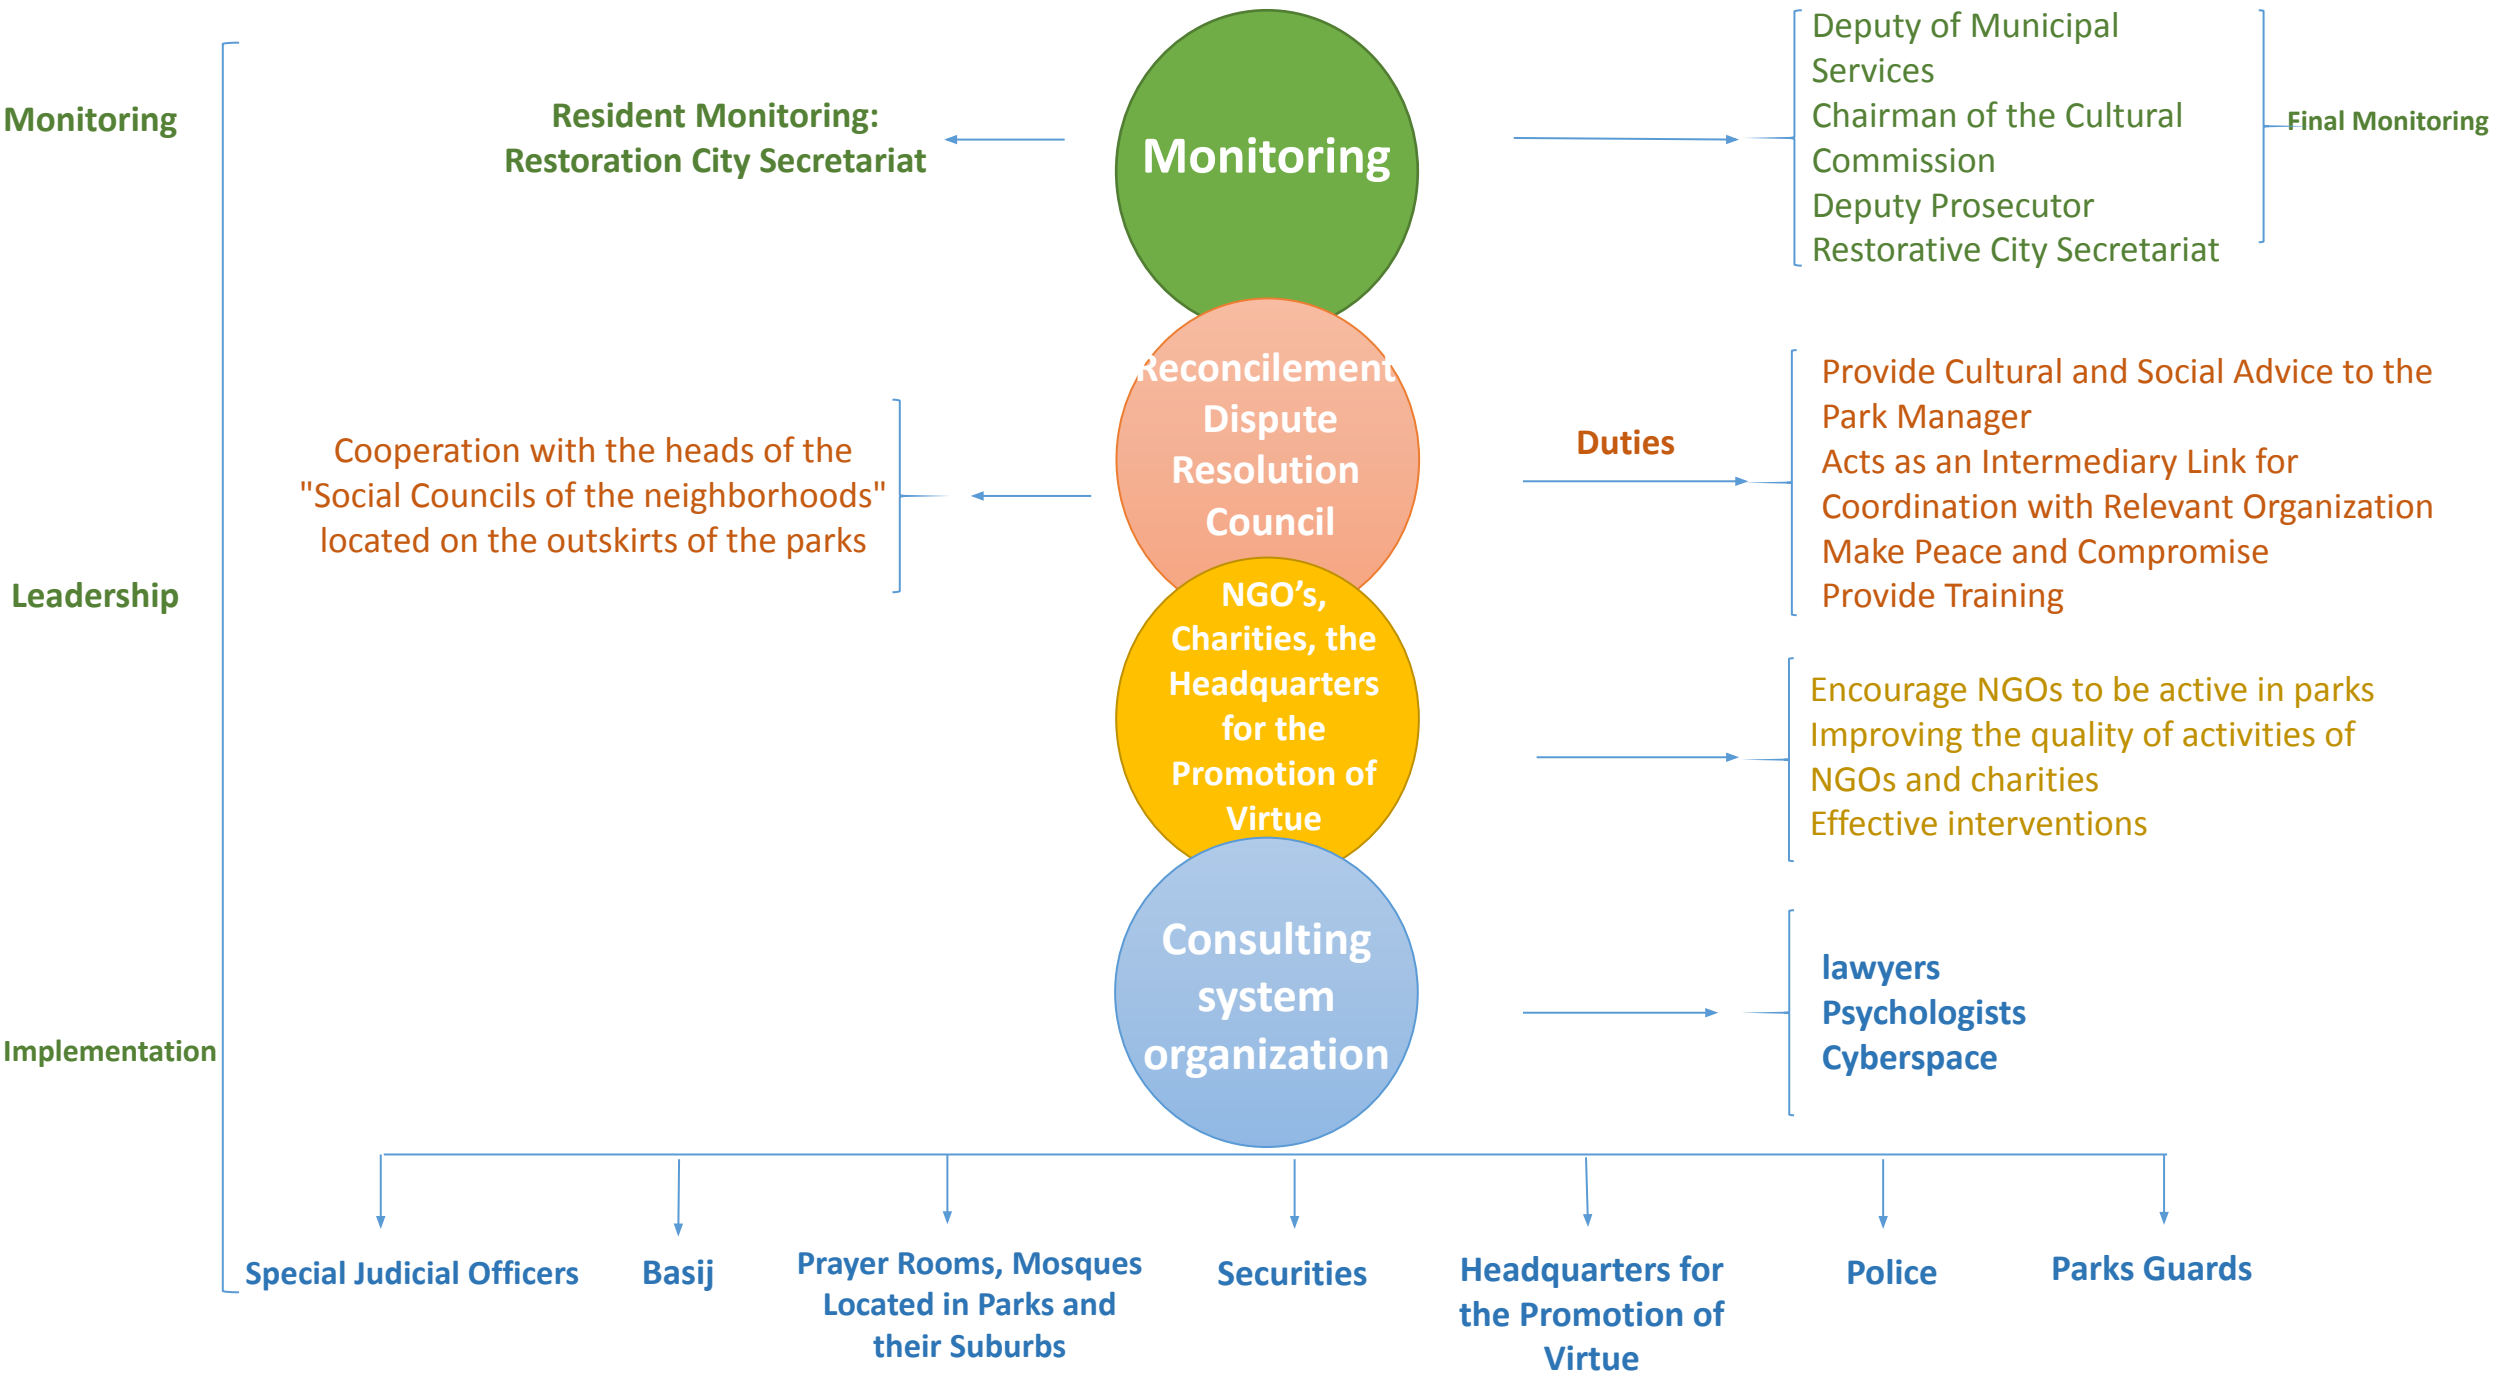 Monitoring
Resident Monitoring:
Restoration City Secretariat
Monitoring
Deputy of Municipal
Services
Chairman of the Cultural
Commission
Deputy Prosecutor
Restorative City Secretariat
Final Monitoring
Leadership
Cooperation with the heads of the
"Social Councils of the neighborhoods"
located on the outskirts of the parks
Reconcilement
Dispute
Resolution
Council
Duties
Provide Cultural and Social Advice to the
Park Manager
Acts as an Intermediary Link for
Coordination with Relevant Organization
Make Peace and Compromise
Provide Training
NGO’s,
Charities, the
Headquarters
for the
Promotion of
Virtue
Encourage NGOs to be active in parks
Improving the quality of activities of
NGOs and charities
Effective interventions
Implementation
Consulting
system
organization
lawyers
Psychologists
Cyberspace
Special Judicial Officers
Basij
Prayer Rooms, Mosques
Located in Parks and
their Suburbs
Securities
Headquarters for
the Promotion of
Virtue
Police
Parks Guards